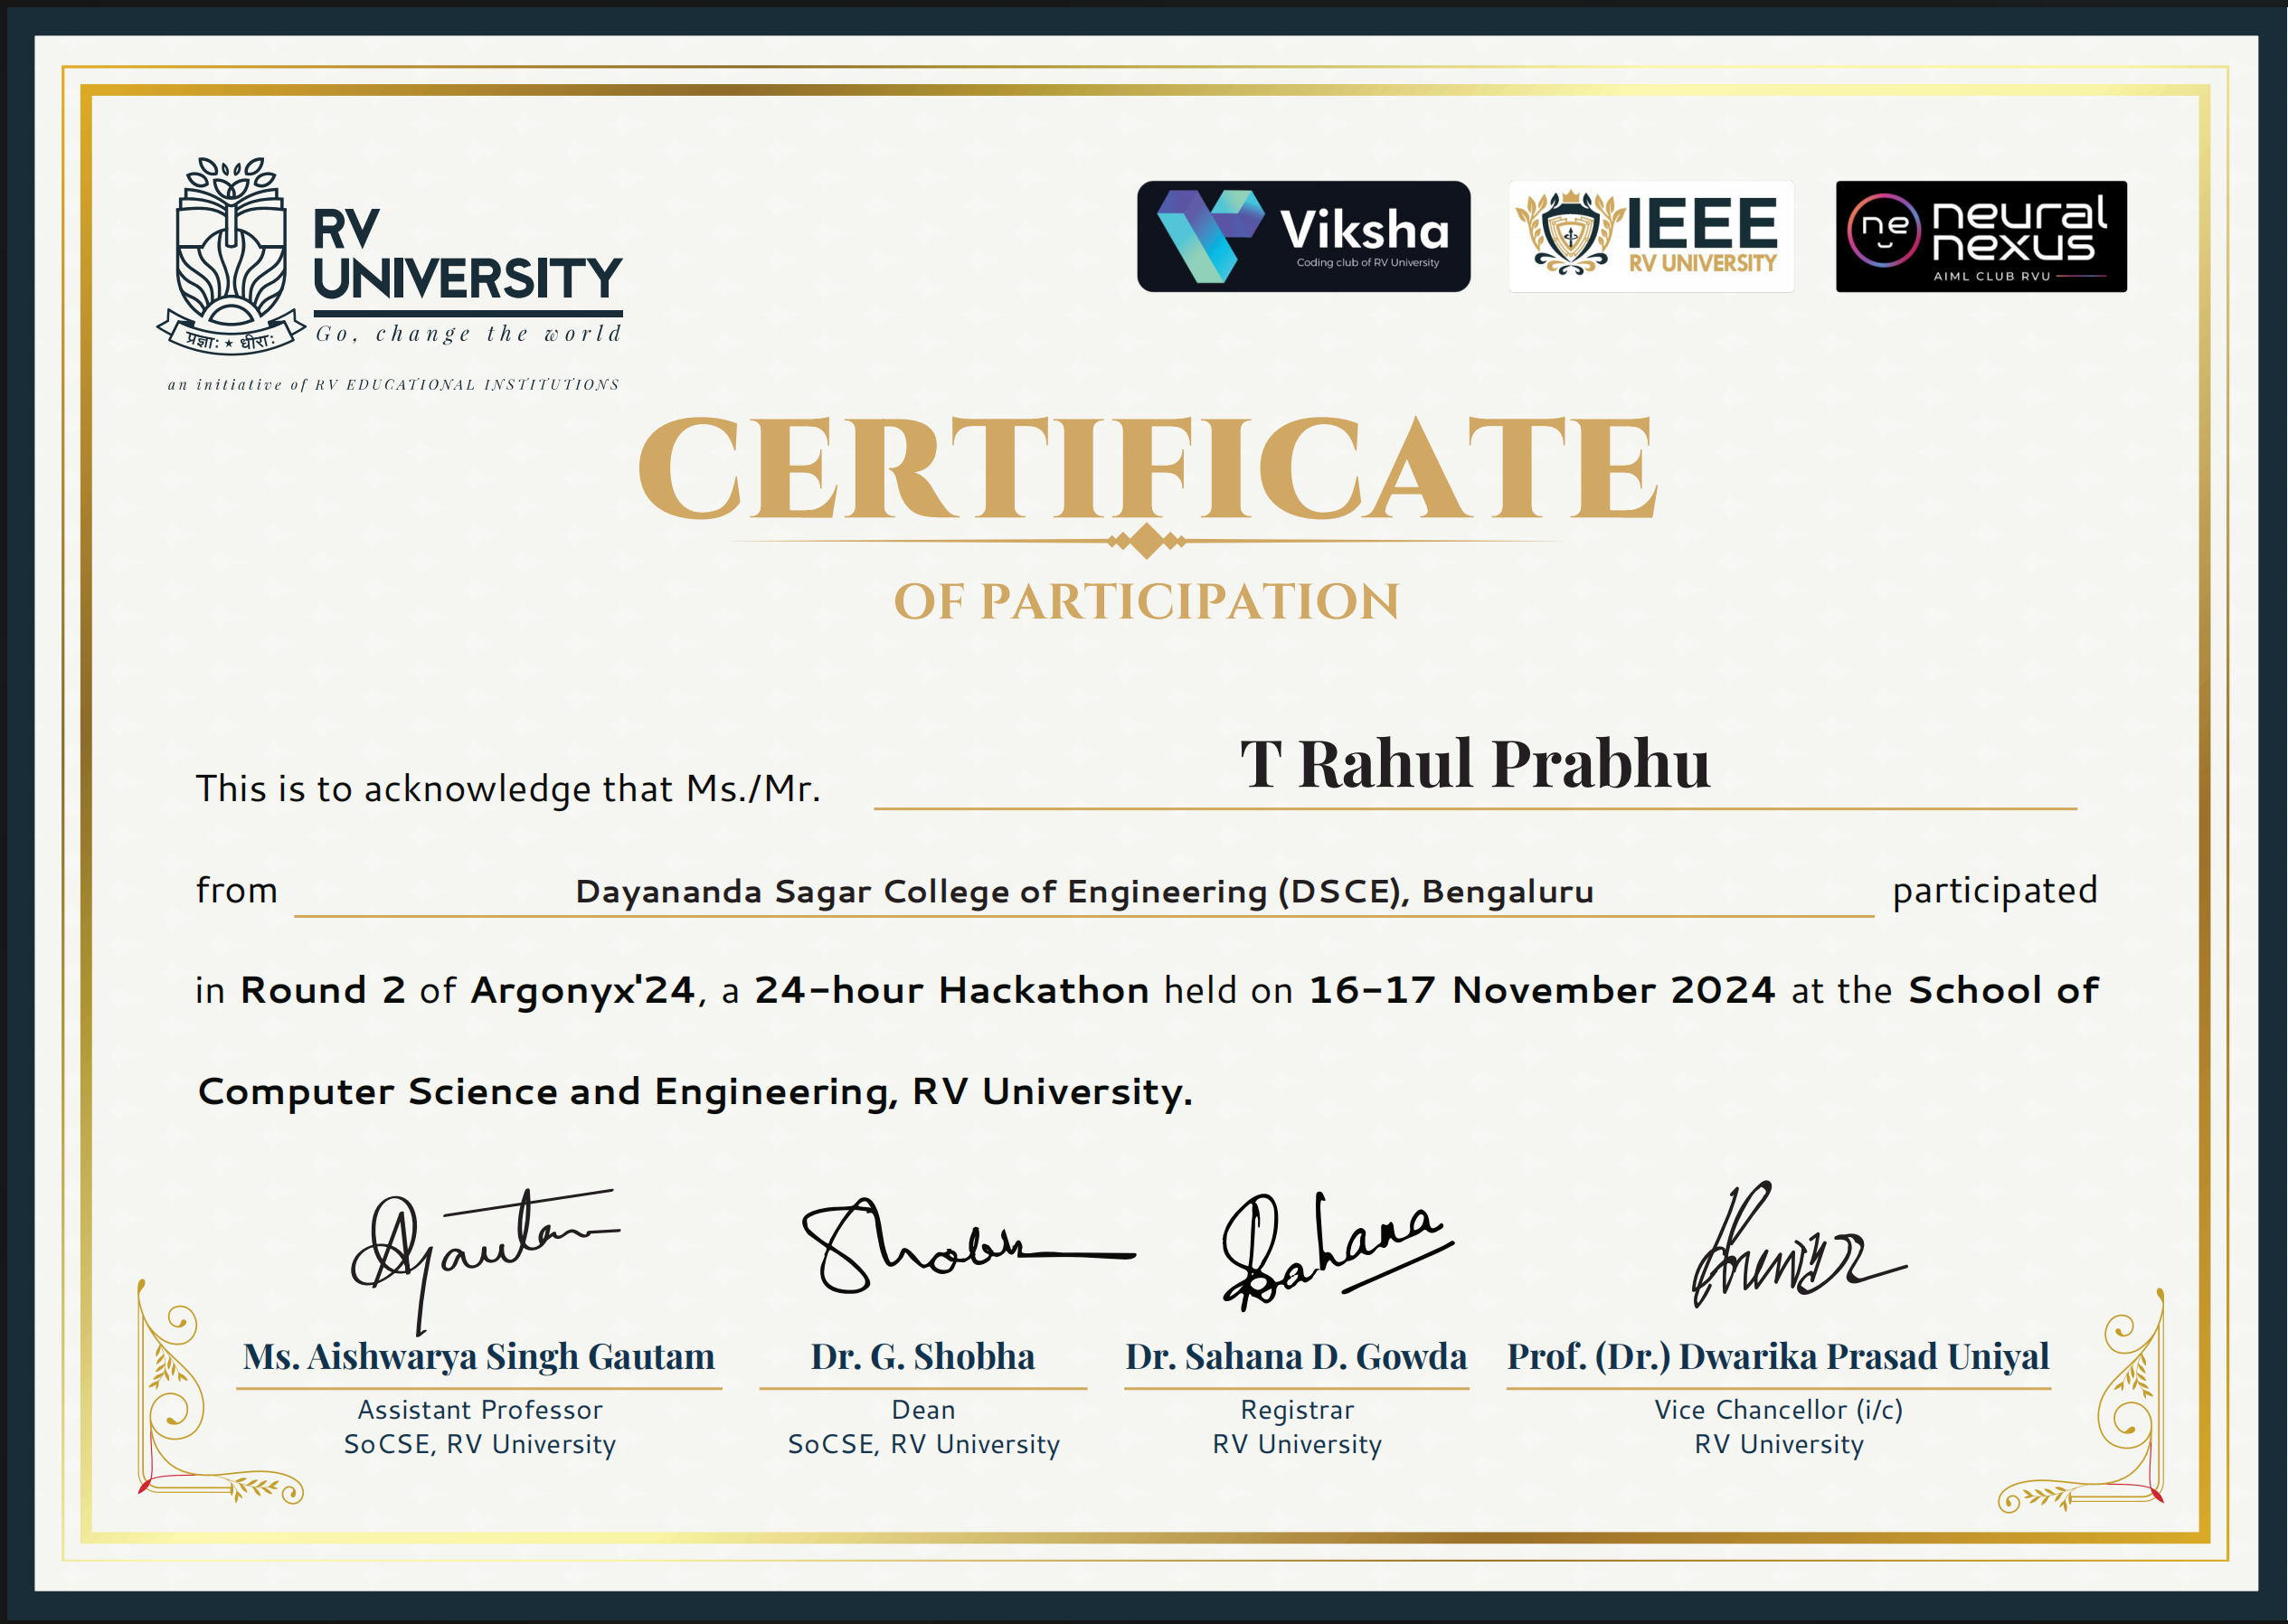 RV
UNIVERSITY
Go, change the world
प्रज्ञाः ★ धीराः
an initiative of RV EDUCATIONAL INSTITUTIONS
Viksha
Coding club of RV University
IEEE
RV UNIVERSITY
ne
neural
nexus
AIML CLUB RVU
CERTIFICATE
OF PARTICIPATION
This is to acknowledge that Ms./Mr. T Rahul Prabhu
from Dayananda Sagar College of Engineering (DSCE), Bengaluru participated
in Round 2 of Argonyx'24, a 24-hour Hackathon held on 16-17 November 2024 at the School of
Computer Science and Engineering, RV University.
Agautam Shobha Sahana
Ms. Aishwarya Singh Gautam Dr. G. Shobha Dr. Sahana D. Gowda Prof. (Dr.) Dwarika Prasad Uniyal
Assistant Professor Dean Registrar Vice Chancellor (i/c)
SoCSE, RV University SoCSE, RV University RV University RV University